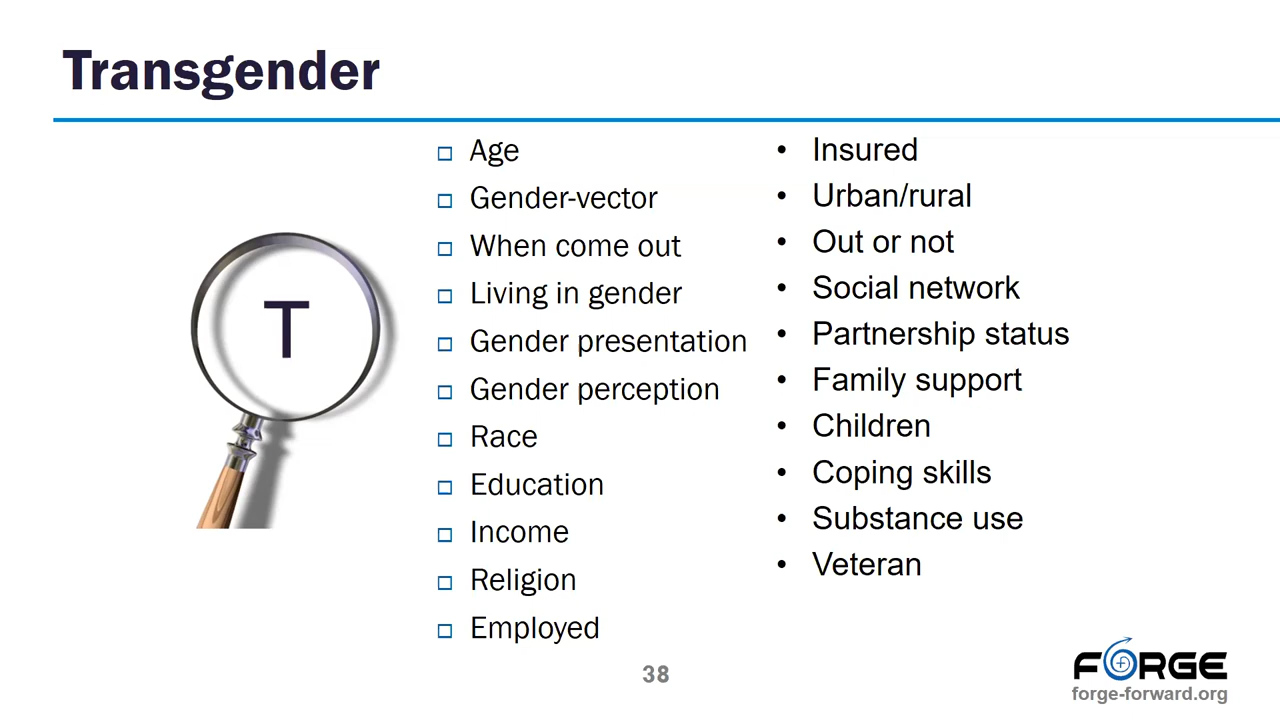 Transgender
T
Age
Gender-vector
When come out
Living in gender
Gender presentation
Gender perception
Race
Education
Income
Religion
Employed
Insured
Urban/rural
Out or not
Social network
Partnership status
Family support
Children
Coping skills
Substance use
Veteran
38
FORGE
forge-forward.org